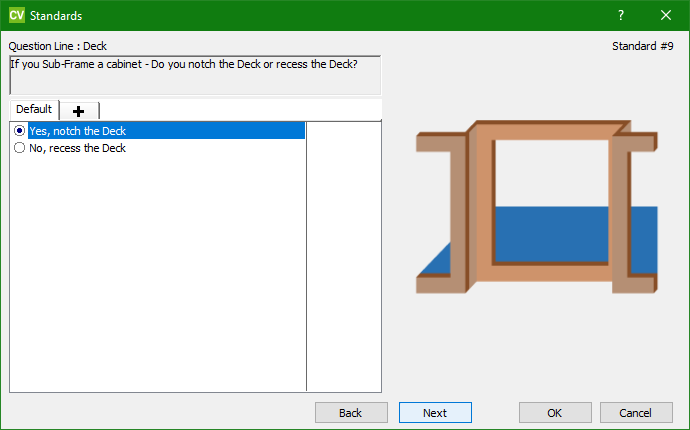 CV Standards ?
Question Line : Deck Standard #9
If you Sub-Frame a cabinet - Do you notch the Deck or recess the Deck?
Default
Yes, notch the Deck
No, recess the Deck
Back Next OK Cancel